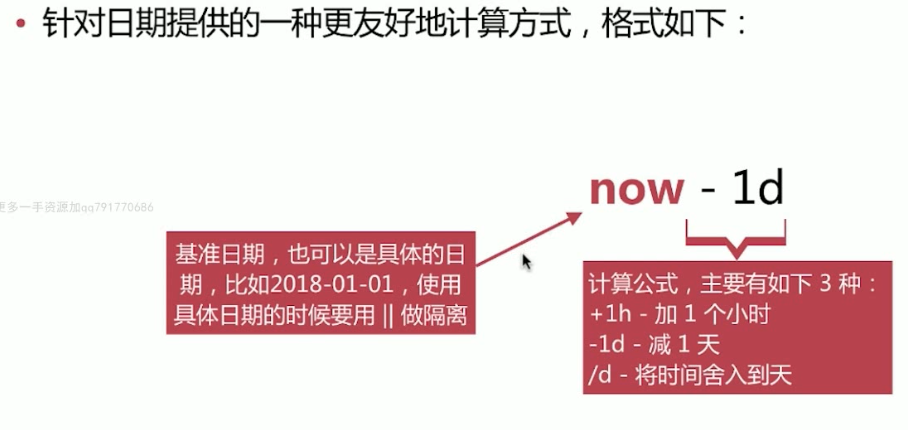 • 针对日期提供的一种更友好地计算方式，格式如下：
now - 1d
更多一手资源加qq791770686
基准日期，也可以是具体的日
期，比如2018-01-01，使用
具体日期的时候要用 || 做隔离
计算公式，主要有如下 3 种：
+1h - 加 1 个小时
-1d - 减 1 天
/d - 将时间舍入到天